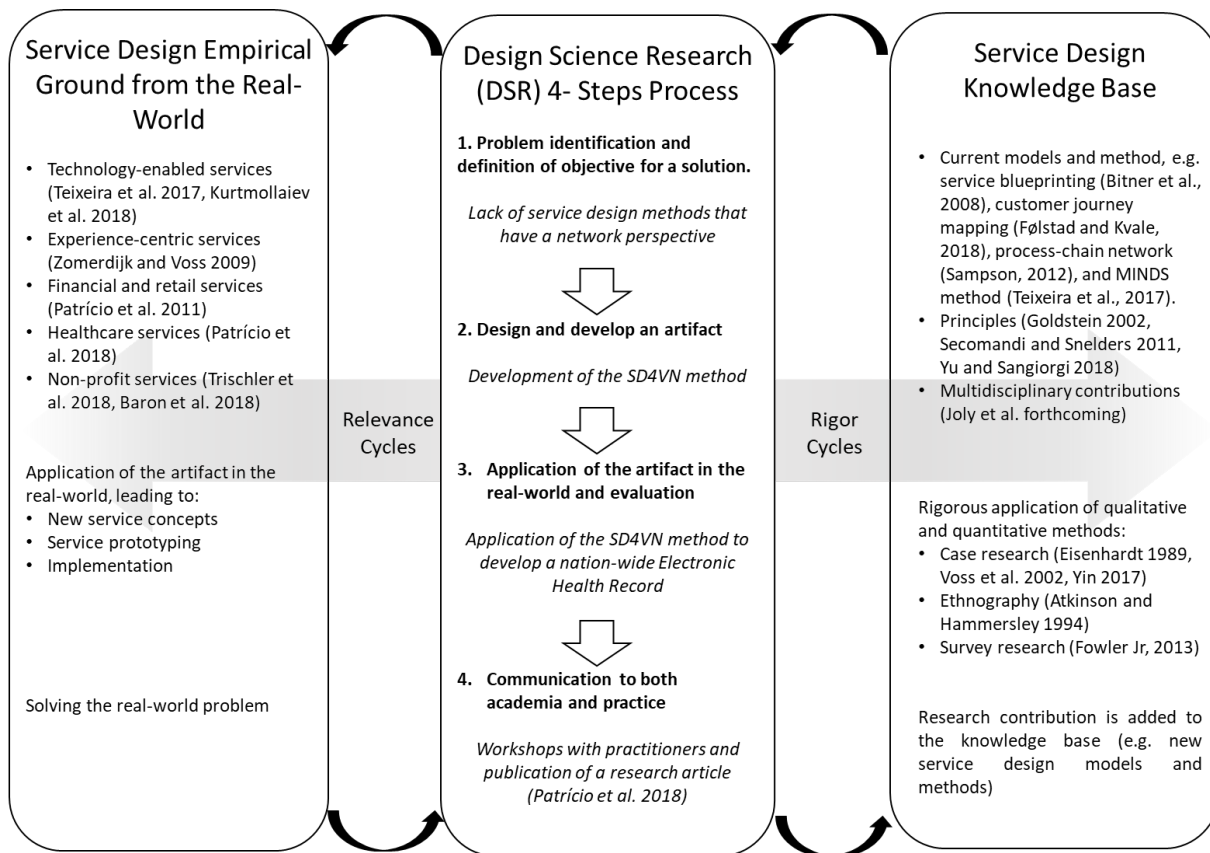 Service Design Empirical
Ground from the Real-
World
• Technology-enabled services
(Teixeira et al. 2017, Kurtmollaiev
et al. 2018)
• Experience-centric services
(Zomerdijk and Voss 2009)
• Financial and retail services
(Patrício et al. 2011)
• Healthcare services (Patrício et
al. 2018)
• Non-profit services (Trischler et
al. 2018, Baron et al. 2018)
Application of the artifact in the
real-world, leading to:
• New service concepts
• Service prototyping
• Implementation
Solving the real-world problem
Relevance
Cycles
Design Science Research
(DSR) 4- Steps Process
1. Problem identification and
definition of objective for a solution.
Lack of service design methods that
have a network perspective
2. Design and develop an artifact
Development of the SD4VN method
3. Application of the artifact in the
real-world and evaluation
Application of the SD4VN method to
develop a nation-wide Electronic
Health Record
4. Communication to both
academia and practice
Workshops with practitioners and
publication of a research article
(Patrício et al. 2018)
Rigor
Cycles
Service Design
Knowledge Base
• Current models and method, e.g.
service blueprinting (Bitner et al.,
2008), customer journey
mapping (Følstad and Kvale,
2018), process-chain network
(Sampson, 2012), and MINDS
method (Teixeira et al., 2017).
• Principles (Goldstein 2002,
Secomandi and Snelders 2011,
Yu and Sangiorgi 2018)
• Multidisciplinary contributions
(Joly et al. forthcoming)
Rigorous application of qualitative
and quantitative methods:
• Case research (Eisenhardt 1989,
Voss et al. 2002, Yin 2017)
• Ethnography (Atkinson and
Hammersley 1994)
• Survey research (Fowler Jr, 2013)
Research contribution is added to
the knowledge base (e.g. new
service design models and
methods)